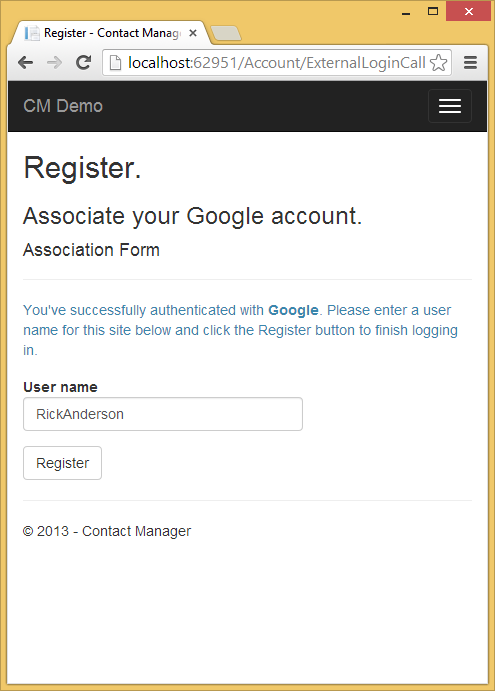 Register - Contact Manag
localhost:62951/Account/ExternalLoginCall
CM Demo
Register.
Associate your Google account.
Association Form
You've successfully authenticated with Google. Please enter a user
name for this site below and click the Register button to finish logging
in.
User name
RickAnderson
Register
© 2013 - Contact Manager